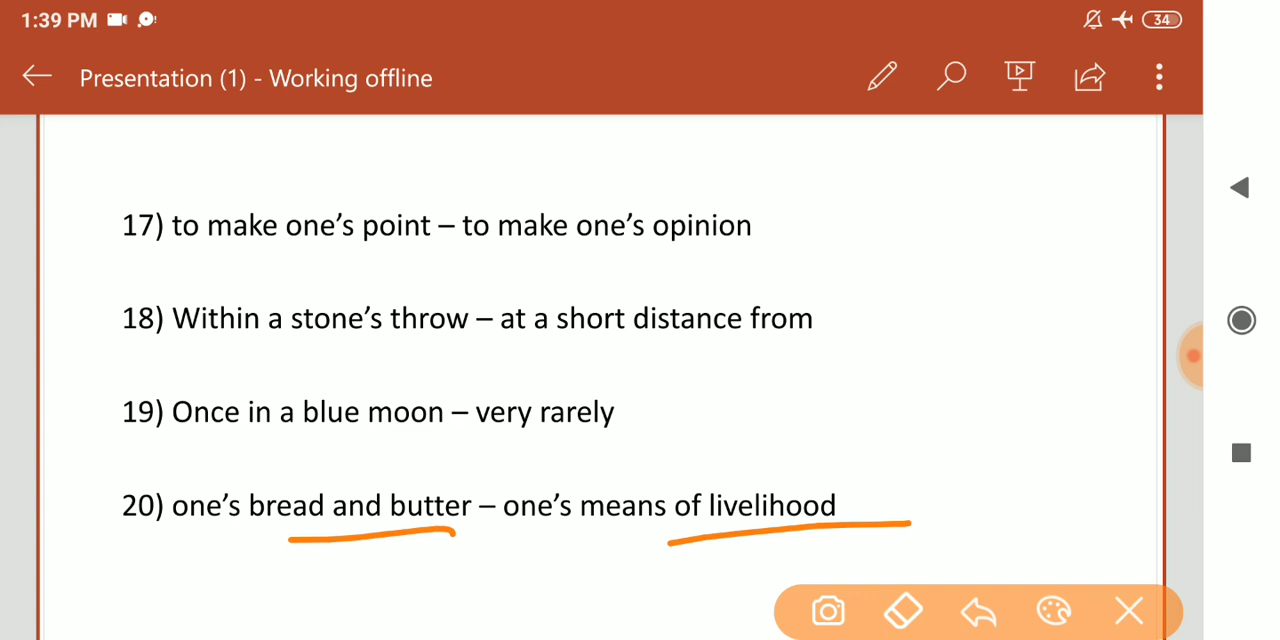 1:39 PM
34
Presentation (1) - Working offline
17) to make one’s point – to make one’s opinion
18) Within a stone’s throw – at a short distance from
19) Once in a blue moon – very rarely
20) one’s bread and butter – one’s means of livelihood